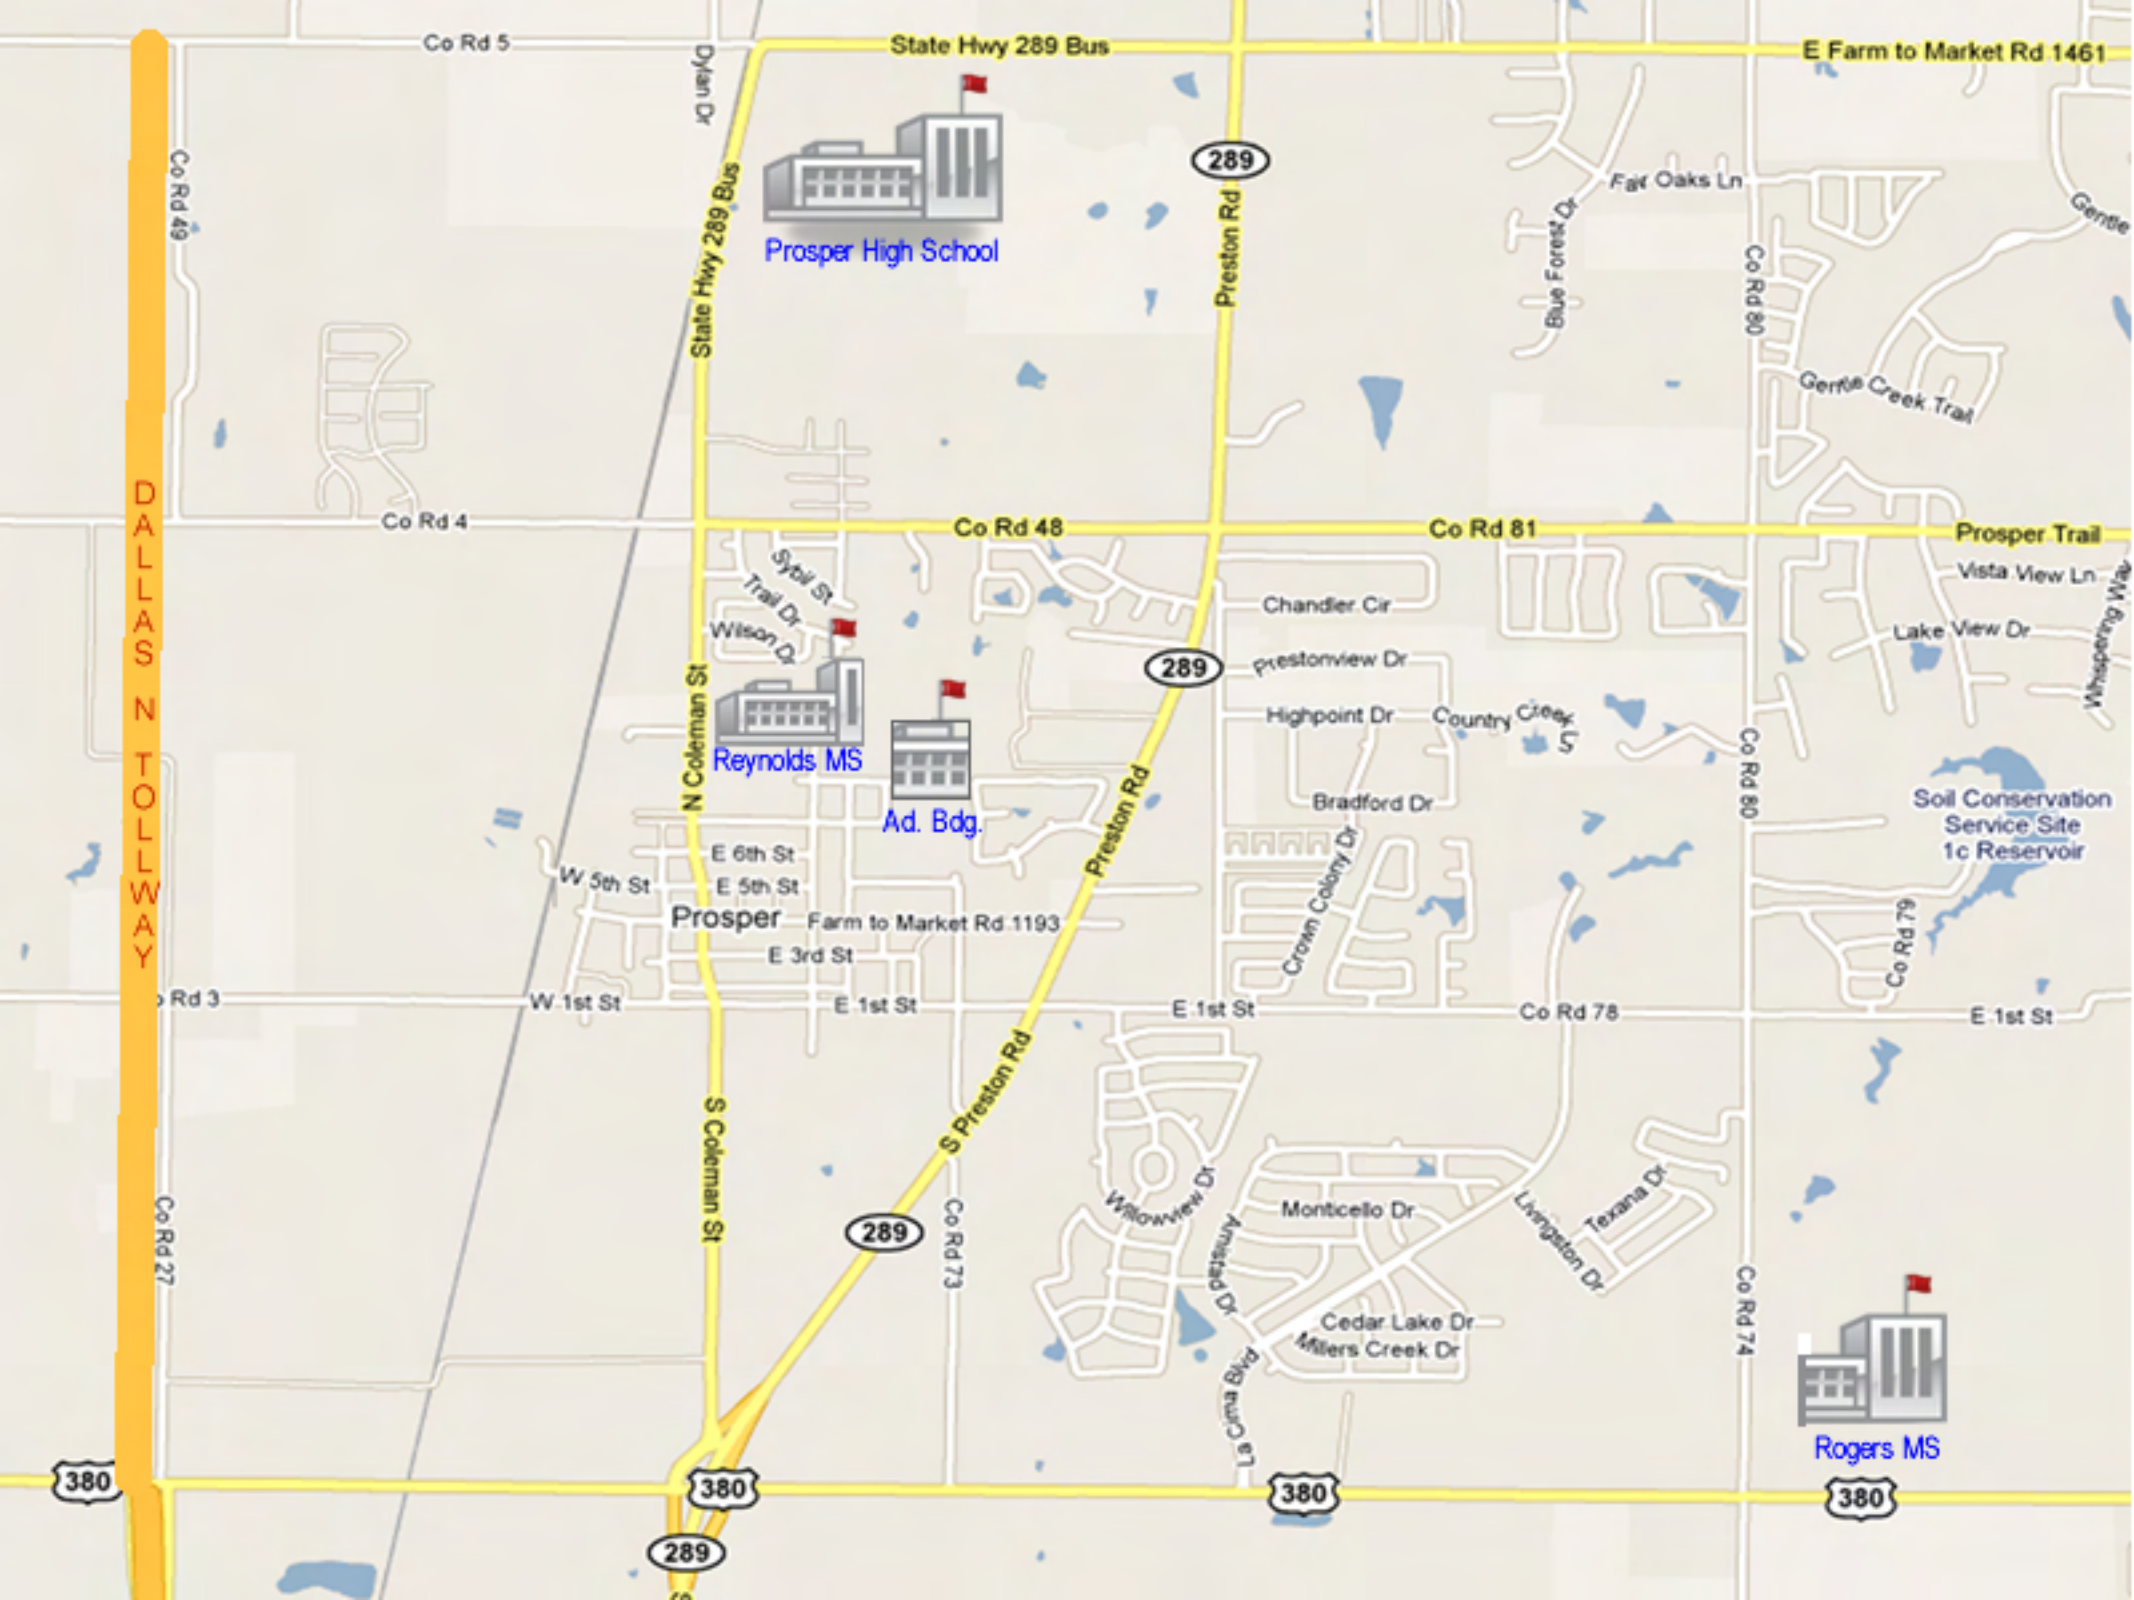 Co Rd 5
Dylan Dr
State Hwy 289 Bus
E Farm to Market Rd 1461
Co Rd 49
289
Fair Oaks Ln
Gentle
State Hwy 289 Bus
Prosper High School
Preston Rd
Blue Forest Dr
Co Rd 80
Gentle Creek Trail
DALLAS N TOLLWAY
Co Rd 4
Co Rd 48
Co Rd 81
Prosper Trail
Sybil St
Trail Dr
Wilson Dr
Chandler Cir
Vista View Ln
Lake View Dr
Whispering Way
289
Prestonview Dr
N Coleman St
Highpoint Dr
Country Creek Ln
Reynolds MS
Co Rd 80
Preston Rd
Bradford Dr
Ad. Bdg.
Soil Conservation
Service Site
1c Reservoir
E 6th St
W 5th St
E 5th St
Crown Colony Dr
Prosper
Farm to Market Rd 1193
E 3rd St
Co Rd 79
Rd 3
W 1st St
E 1st St
E 1st St
Co Rd 78
E 1st St
S Preston Rd
S Coleman St
Willowview Dr
Co Rd 27
289
Co Rd 73
Armistad Dr
Monticello Dr
Livingston Dr
Texana Dr
Co Rd 74
Cedar Lake Dr
Millers Creek Dr
La Cima Blvd
Rogers MS
380
380
380
380
289
S